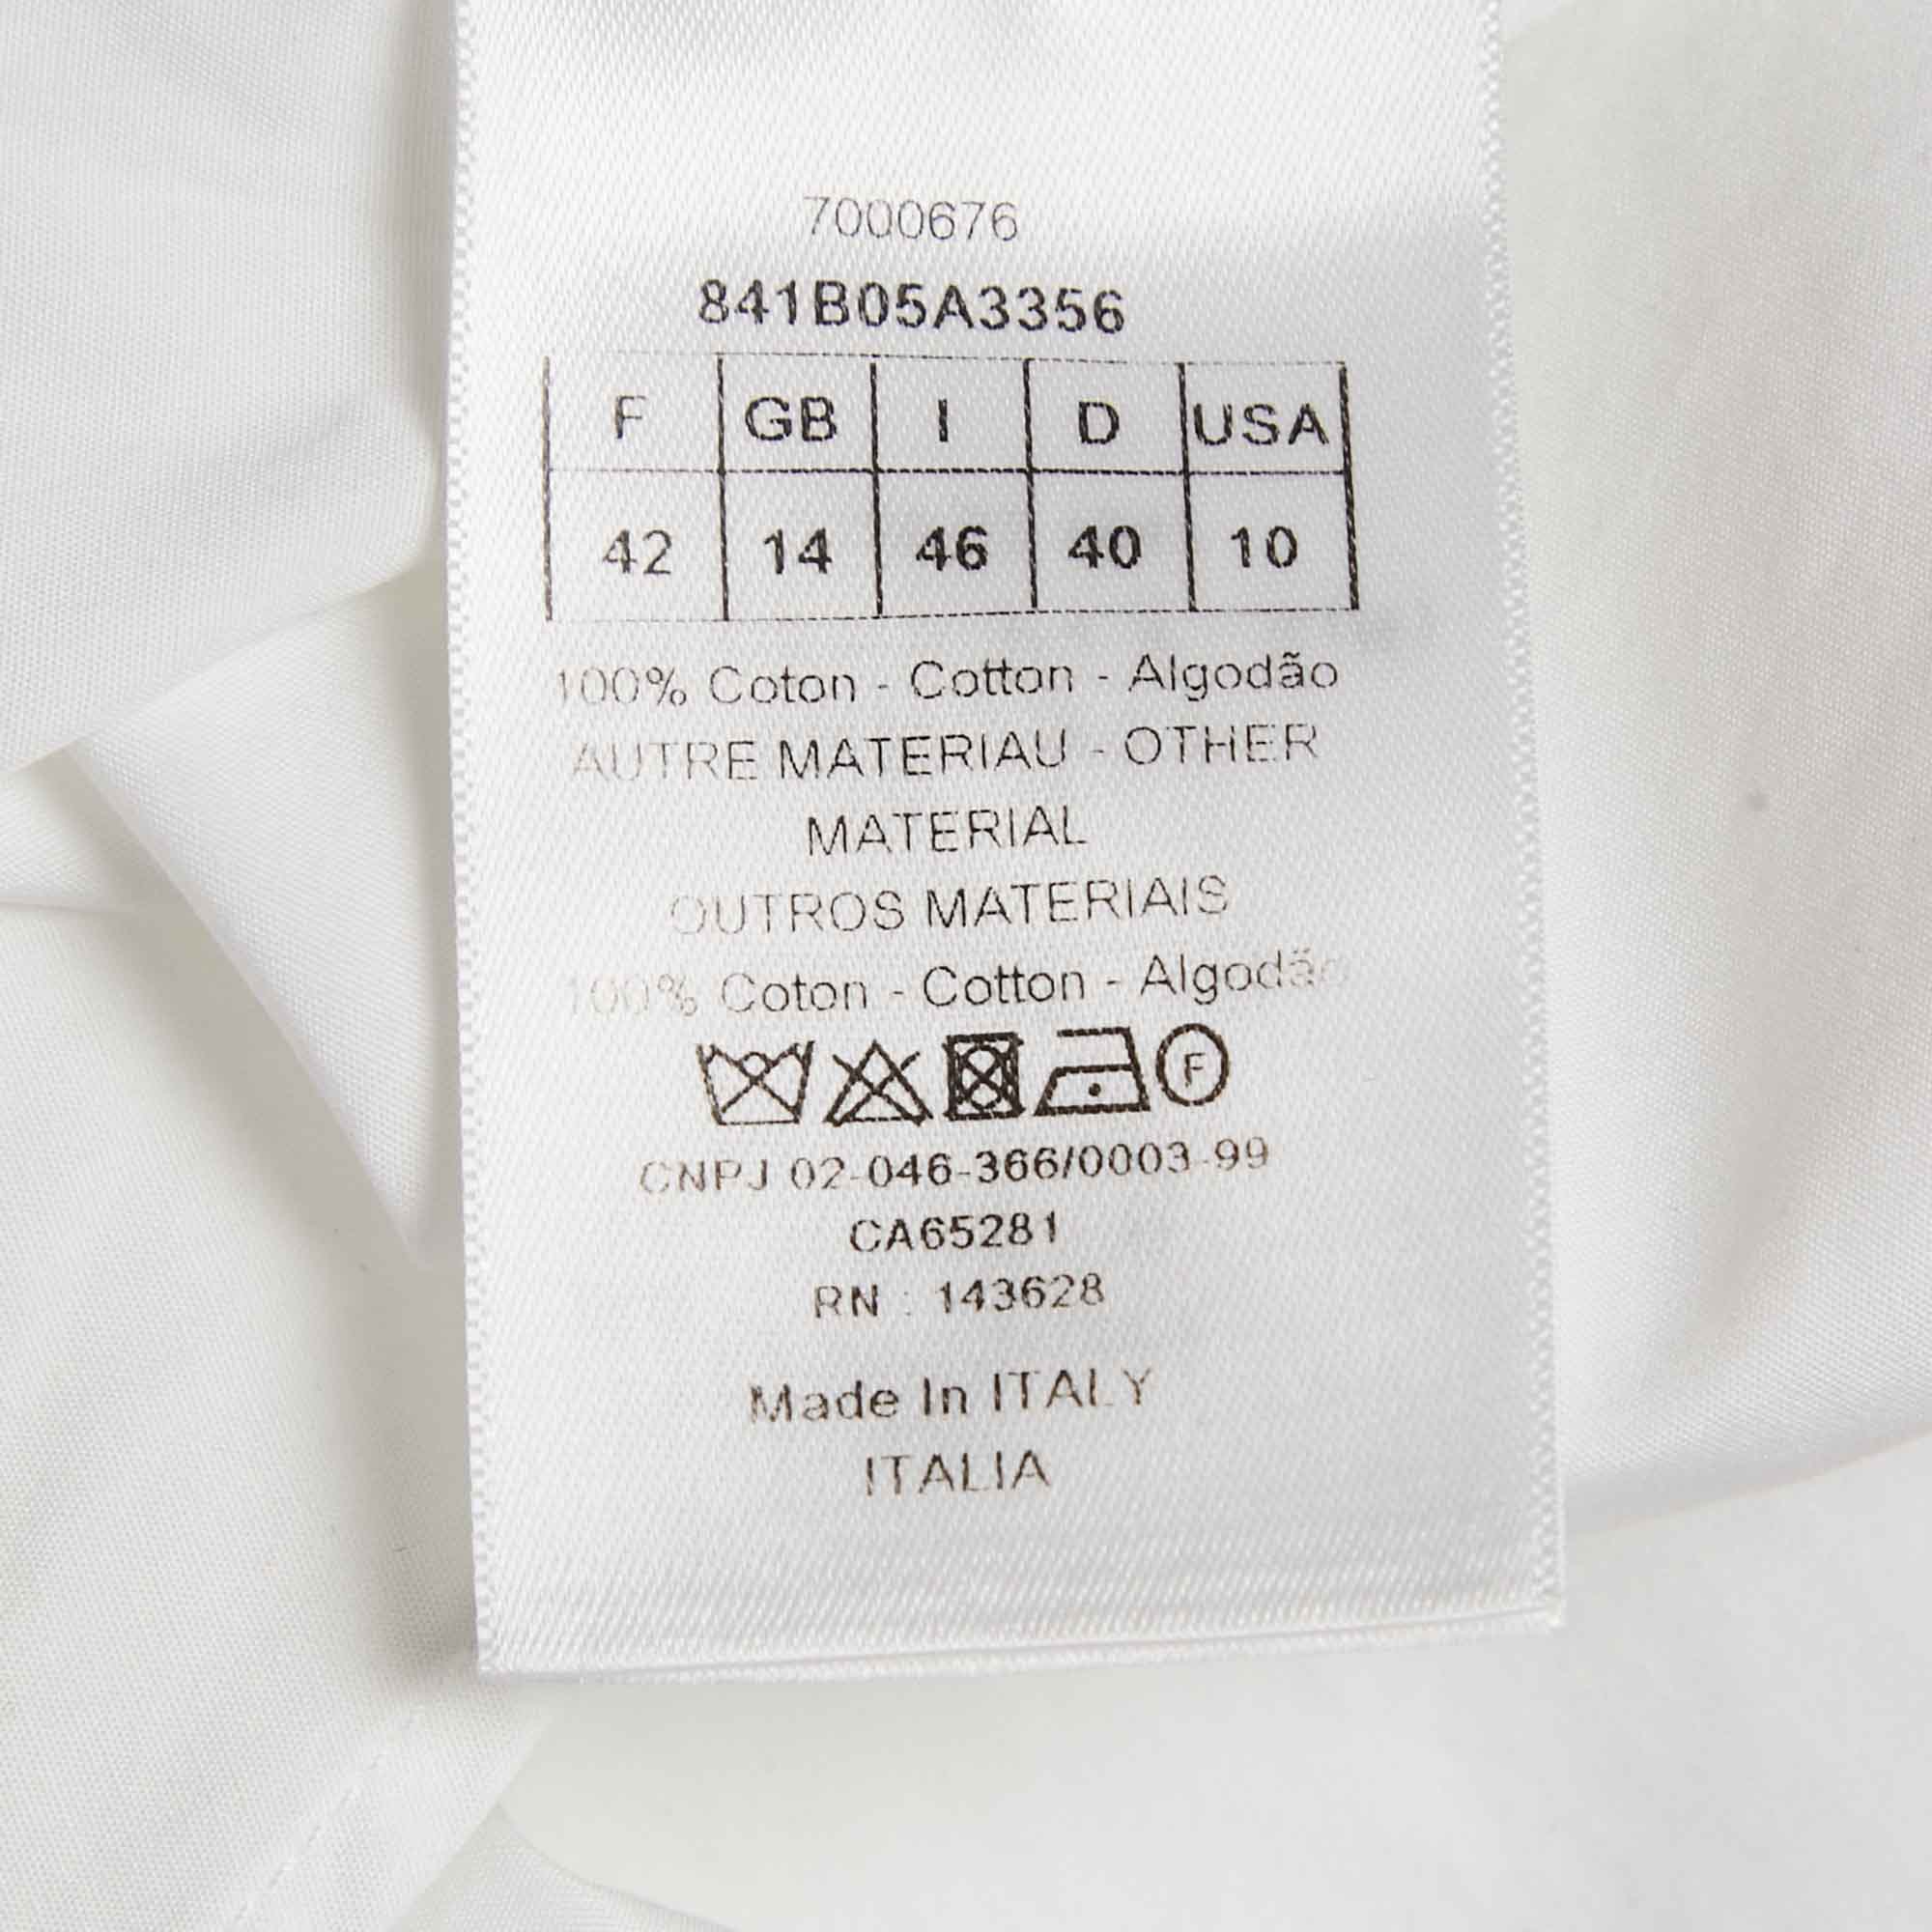 7000676
841B05A3356
F GB I D USA
42 14 46 40 10
100% Coton - Cotton - Algodão
AUTRE MATERIAU - OTHER
MATERIAL
OUTROS MATERIAIS
100% Coton - Cotton - Algodão
F
CNPJ 02-046-366/0003-99
CA65281
RN : 143628
Made In ITALY
ITALIA